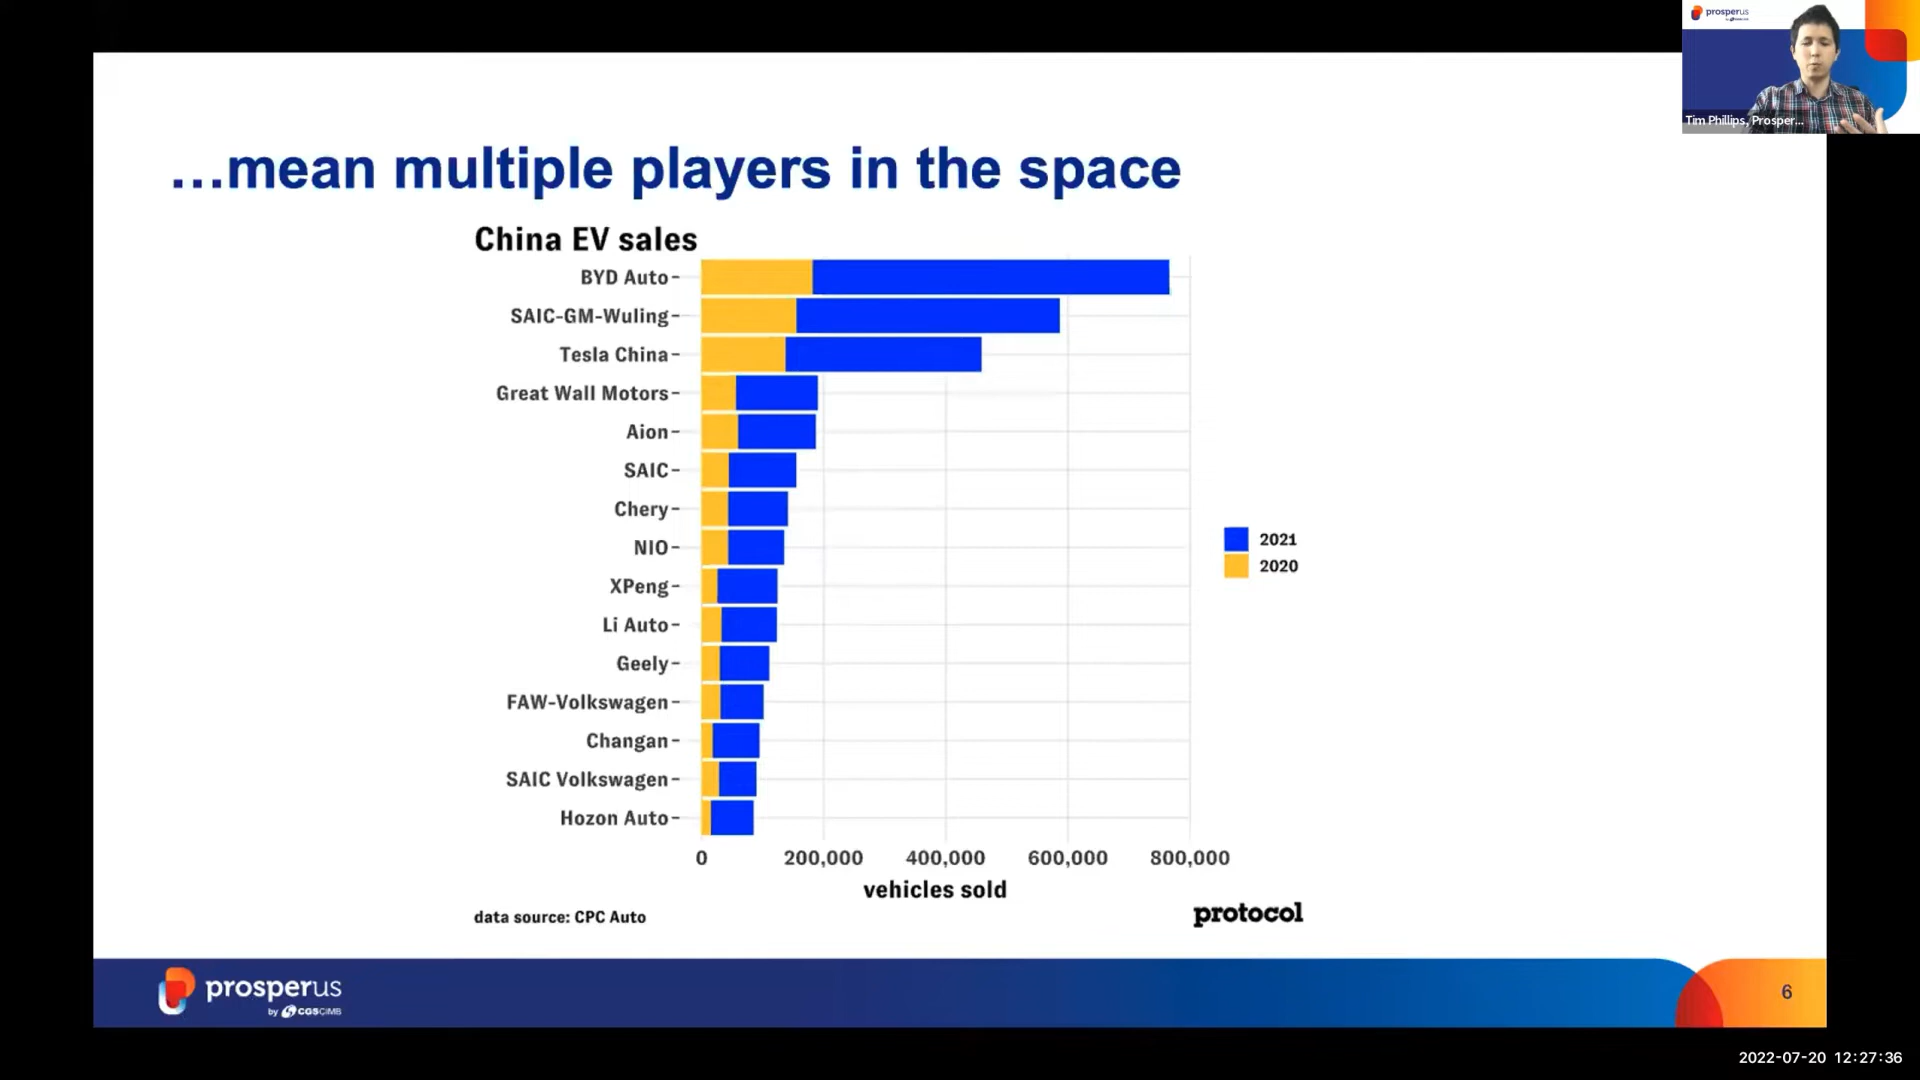 prosperus
Tim Phillips, Prosper...
...mean multiple players in the space
China EV sales
BYD Auto
SAIC-GM-Wuling
Tesla China
Great Wall Motors
Aion
SAIC
Chery
NIO
XPeng
Li Auto
Geely
FAW-Volkswagen
Changan
SAIC Volkswagen
Hozon Auto
2021
2020
0 200,000 400,000 600,000 800,000
vehicles sold
data source: CPC Auto
protocol
prosperus
by CGS CIMB
6
2022-07-20 12:27:36